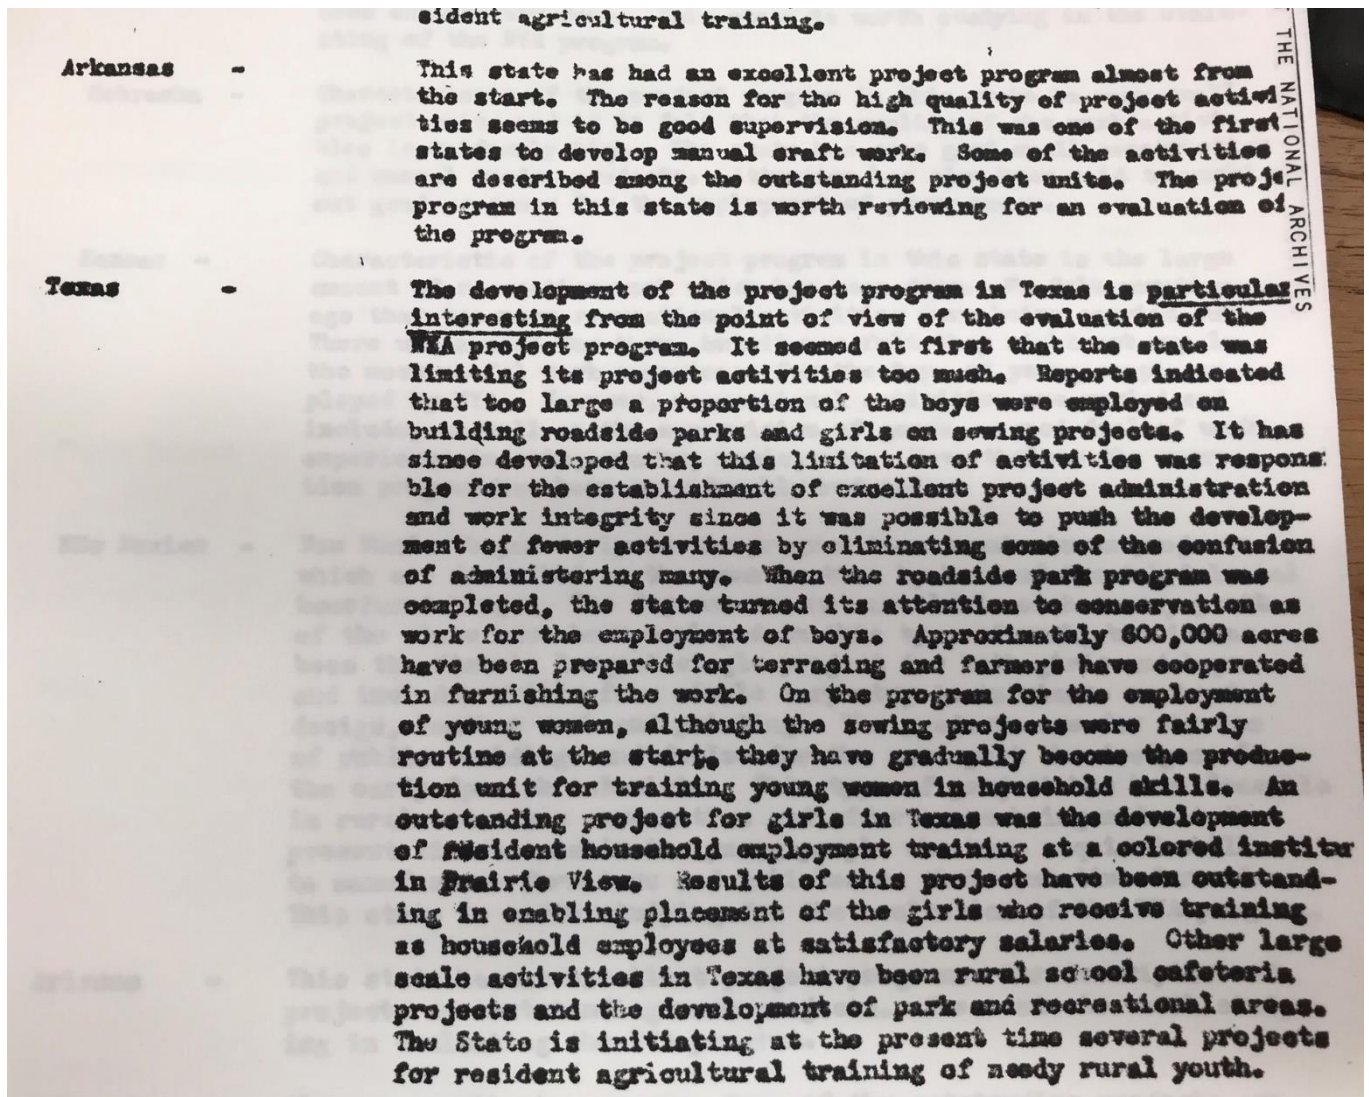 sident agricultural training.
Arkansas - This state has had an excellent project program almost from
the start. The reason for the high quality of project activi
ties seems to be good supervision. This was one of the first
states to develop manual craft work. Some of the activities
are described among the outstanding project units. The proje
program in this state is worth reviewing for an evaluation of
the program.
Texas - The development of the project program in Texas is particular
interesting from the point of view of the evaluation of the
NYA project program. It seemed at first that the state was
limiting its project activities too much. Reports indicated
that too large a proportion of the boys were employed on
building roadside parks and girls on sewing projects. It has
since developed that this limitation of activities was respons
ble for the establishment of excellent project administration
and work integrity since it was possible to push the develop-
ment of fewer activities by eliminating some of the confusion
of administering many. When the roadside park program was
completed, the state turned its attention to conservation as
work for the employment of boys. Approximately 600,000 acres
have been prepared for terracing and farmers have cooperated
in furnishing the work. On the program for the employment
of young women, although the sewing projects were fairly
routine at the start, they have gradually become the produc-
tion unit for training young women in household skills. An
outstanding project for girls in Texas was the development
of resident household employment training at a colored institu
in Prairie View. Results of this project have been outstand-
ing in enabling placement of the girls who receive training
as household employees at satisfactory salaries. Other large
scale activities in Texas have been rural school cafeteria
projects and the development of park and recreational areas.
The State is initiating at the present time several projects
for resident agricultural training of needy rural youth.
THE NATIONAL ARCHIVES